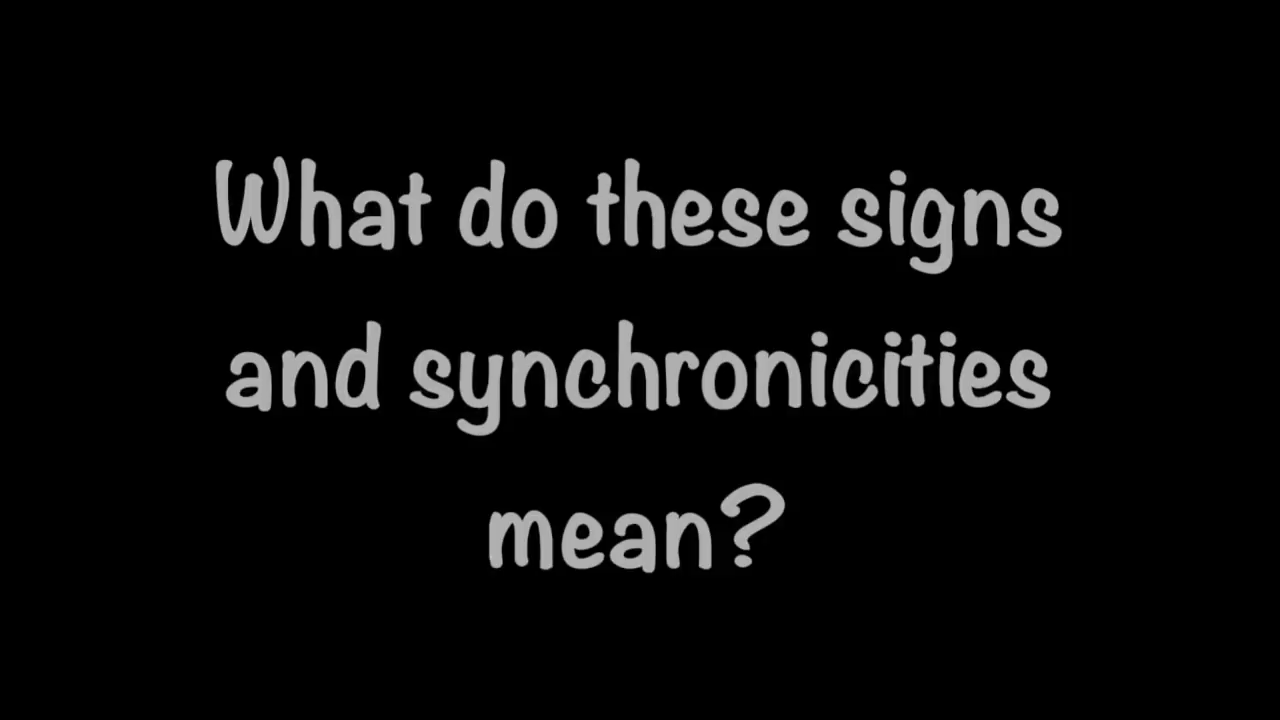 What do these signs
and synchronicities
mean?